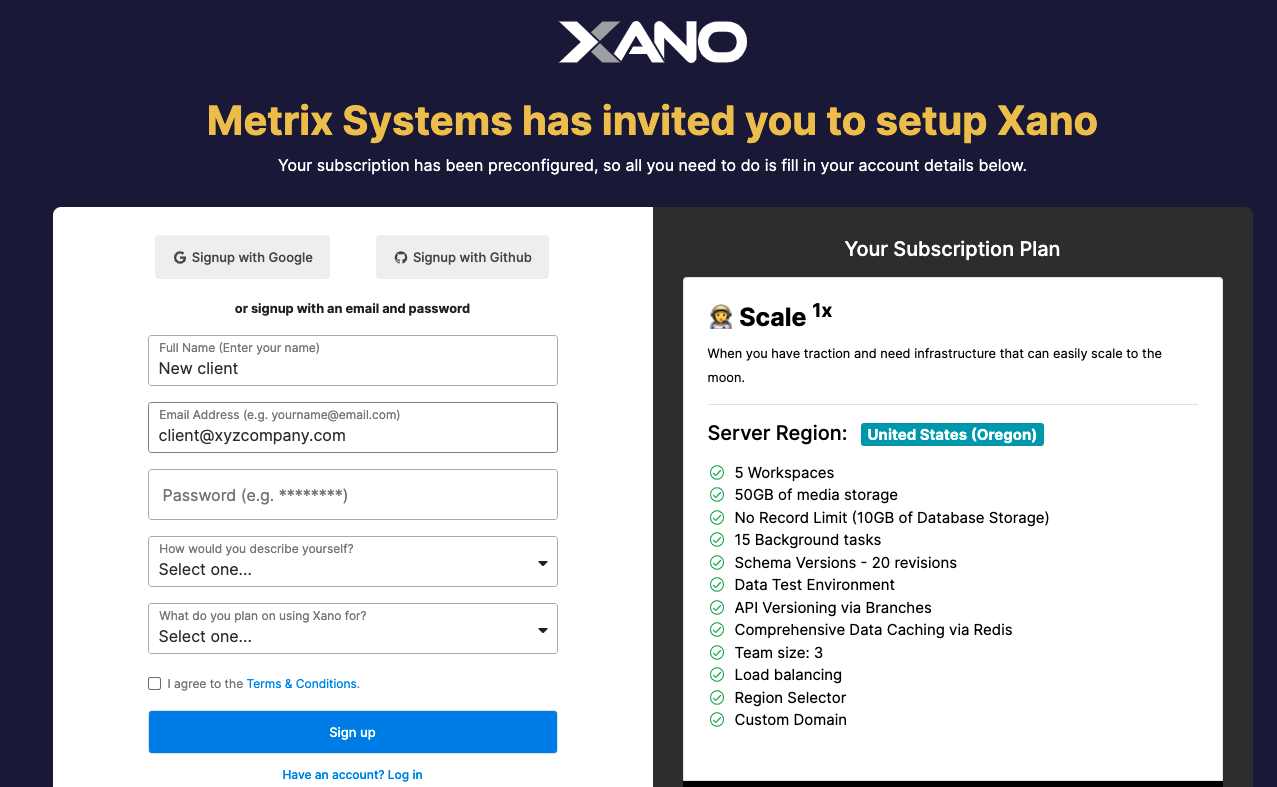 XANO
Metrix Systems has invited you to setup Xano
Your subscription has been preconfigured, so all you need to do is fill in your account details below.
Signup with Google
Signup with Github
or signup with an email and password
Full Name (Enter your name)
New client
Email Address (e.g. yourname@email.com)
client@xyzcompany.com
Password (e.g. ********)
How would you describe yourself?
Select one...
What do you plan on using Xano for?
Select one...
I agree to the Terms & Conditions.
Sign up
Have an account? Log in
Your Subscription Plan
Scale 1x
When you have traction and need infrastructure that can easily scale to the
moon.
Server Region: United States (Oregon)
5 Workspaces
50GB of media storage
No Record Limit (10GB of Database Storage)
15 Background tasks
Schema Versions - 20 revisions
Data Test Environment
API Versioning via Branches
Comprehensive Data Caching via Redis
Team size: 3
Load balancing
Region Selector
Custom Domain